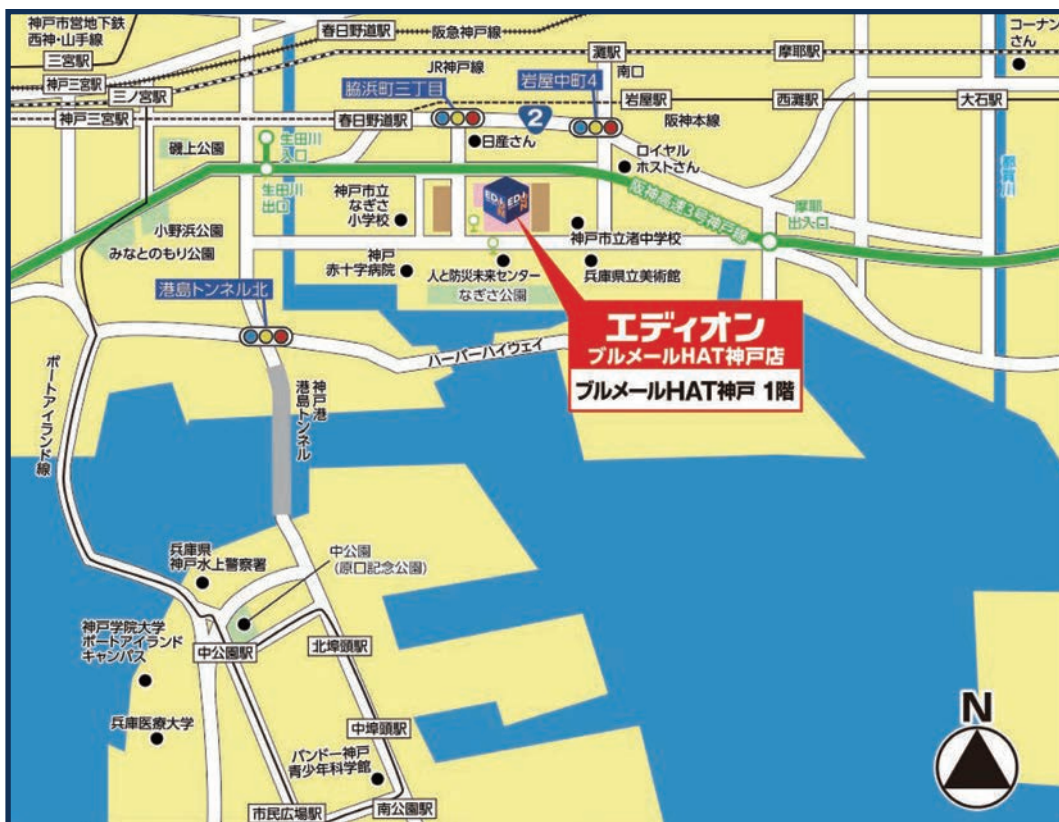 神戸市営地下鉄
西神・山手線
三宮駅
春日野道駅
阪急神戸線
灘駅
摩耶駅
コーナン
さん
JR神戸線
南口
神戸三宮駅
三ノ宮駅
脇浜町三丁目
岩屋中町4
岩屋駅
西灘駅
大石駅
神戸三宮駅
春日野道駅
2
阪神本線
磯上公園
生田川
入口
日産さん
ロイヤル
ホストさん
都賀川
生田川
出口
神戸市立
なぎさ
小学校
阪神高速3号神戸線
摩耶
出入口
小野浜公園
みなとのもり公園
神戸市立渚中学校
神戸
赤十字病院
人と防災未来センター
兵庫県立美術館
なぎさ公園
港島トンネル北
エディオン
ブルメールHAT神戸店
ブルメールHAT神戸 1階
ハーバーハイウェイ
ポートアイランド線
神戸港
港島トンネル
兵庫県
神戸水上警察署
中公園
(原口記念公園)
神戸学院大学
ポートアイランド
キャンパス
中公園駅
北埠頭駅
兵庫医療大学
中埠頭駅
バンドー神戸
青少年科学館
市民広場駅
南公園駅
N